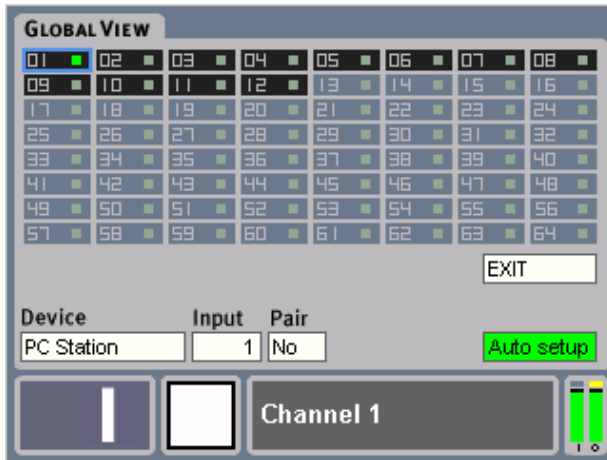 GLOBAL VIEW
01 02 03 04 05 06 07 08
09 10 11 12 13 14 15 16
17 18 19 20 21 22 23 24
25 26 27 28 29 30 31 32
33 34 35 36 37 38 39 40
41 42 43 44 45 46 47 48
49 50 51 52 53 54 55 56
57 58 59 60 61 62 63 64
EXIT
Device Input Pair
PC Station 1 No Auto setup
Channel 1
I O